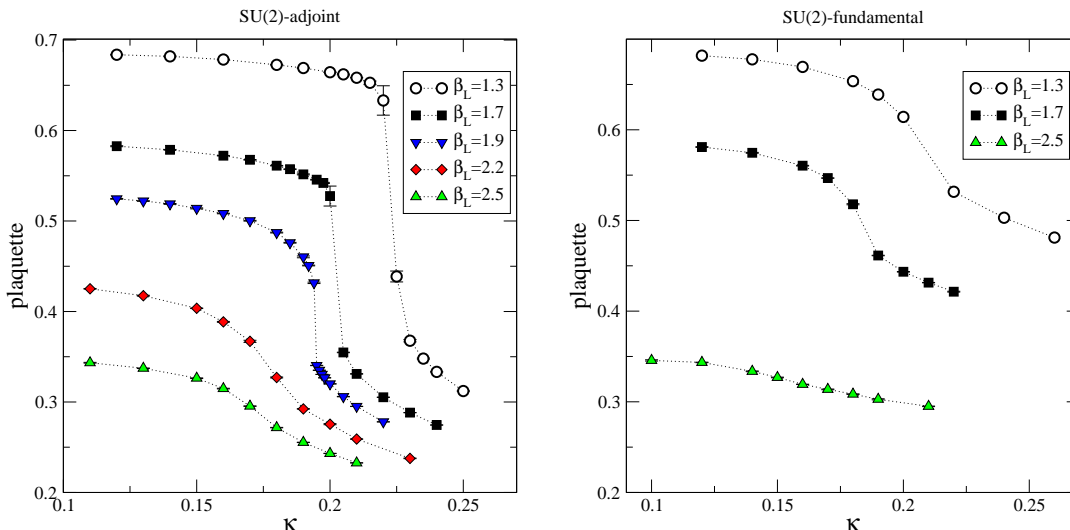 SU(2)-adjoint
0.7
0.6
0.5
0.4
0.3
0.2
plaquette
0.1
0.15
0.2
0.25
κ
β_L=1.3
β_L=1.7
β_L=1.9
β_L=2.2
β_L=2.5
SU(2)-fundamental
0.6
0.5
0.4
0.3
0.2
plaquette
0.1
0.15
0.2
0.25
κ
β_L=1.3
β_L=1.7
β_L=2.5